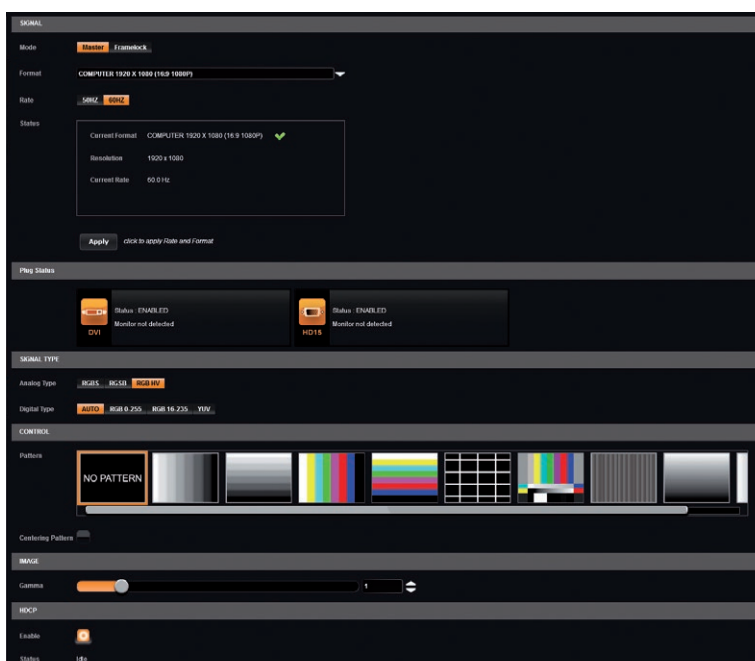 SIGNAL
Mode Master Framelock
Format COMPUTER 1920 X 1080 (16:9 1080P)
Rate 50HZ 60HZ
Status
Current Format COMPUTER 1920 X 1080 (16:9 1080P)
Resolution 1920 x 1080
Current Rate 60.0 Hz
Apply click to apply Rate and Format
Plug Status
DVI
Status : ENABLED
Monitor not detected
HD15
Status : ENABLED
Monitor not detected
SIGNAL TYPE
Analog Type RGBS RGSB RGB HV
Digital Type AUTO RGB 0-255 RGB 16-235 YUV
CONTROL
Pattern NO PATTERN
Centering Pattern
IMAGE
Gamma 1
HDCP
Enable
Status Idle